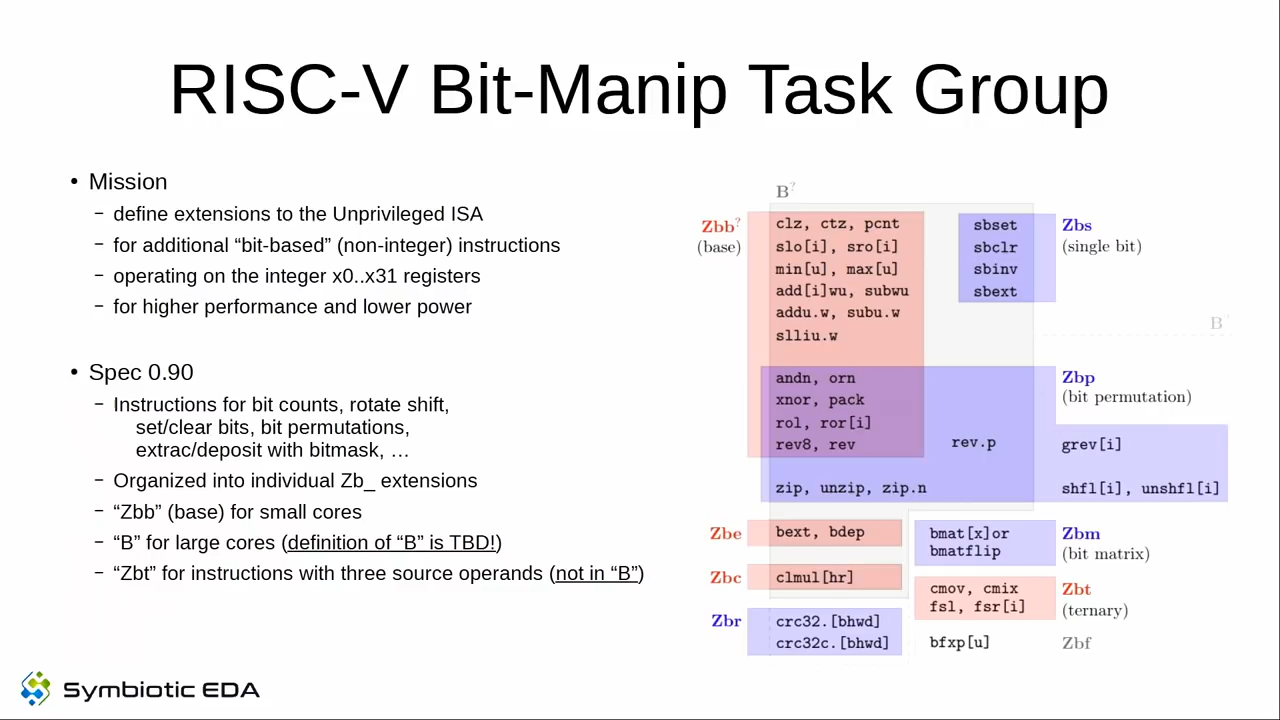 RISC-V Bit-Manip Task Group
• Mission
– define extensions to the Unprivileged ISA
– for additional “bit-based” (non-integer) instructions
– operating on the integer x0..x31 registers
– for higher performance and lower power
• Spec 0.90
– Instructions for bit counts, rotate shift,
set/clear bits, bit permutations,
extrac/deposit with bitmask, …
– Organized into individual Zb_ extensions
– “Zbb” (base) for small cores
– “B” for large cores (definition of “B” is TBD!)
– “Zbt” for instructions with three source operands (not in “B”)
B?
Zbb?
(base)
clz, ctz, pcnt
slo[i], sro[i]
min[u], max[u]
add[i]wu, subwu
addu.w, subu.w
slliu.w
sbset
sbclr
sbinv
sbext
Zbs
(single bit)
B
andn, orn
xnor, pack
rol, ror[i]
rev8, rev
rev.p
zip, unzip, zip.n
Zbp
(bit permutation)
grev[i]
shfl[i], unshfl[i]
Zbe
bext, bdep
bmat[x]or
bmatflip
Zbm
(bit matrix)
Zbc
clmul[hr]
cmov, cmix
fsl, fsr[i]
Zbt
(ternary)
Zbr
crc32.[bhwd]
crc32c.[bhwd]
bfxp[u]
Zbf
Symbiotic EDA